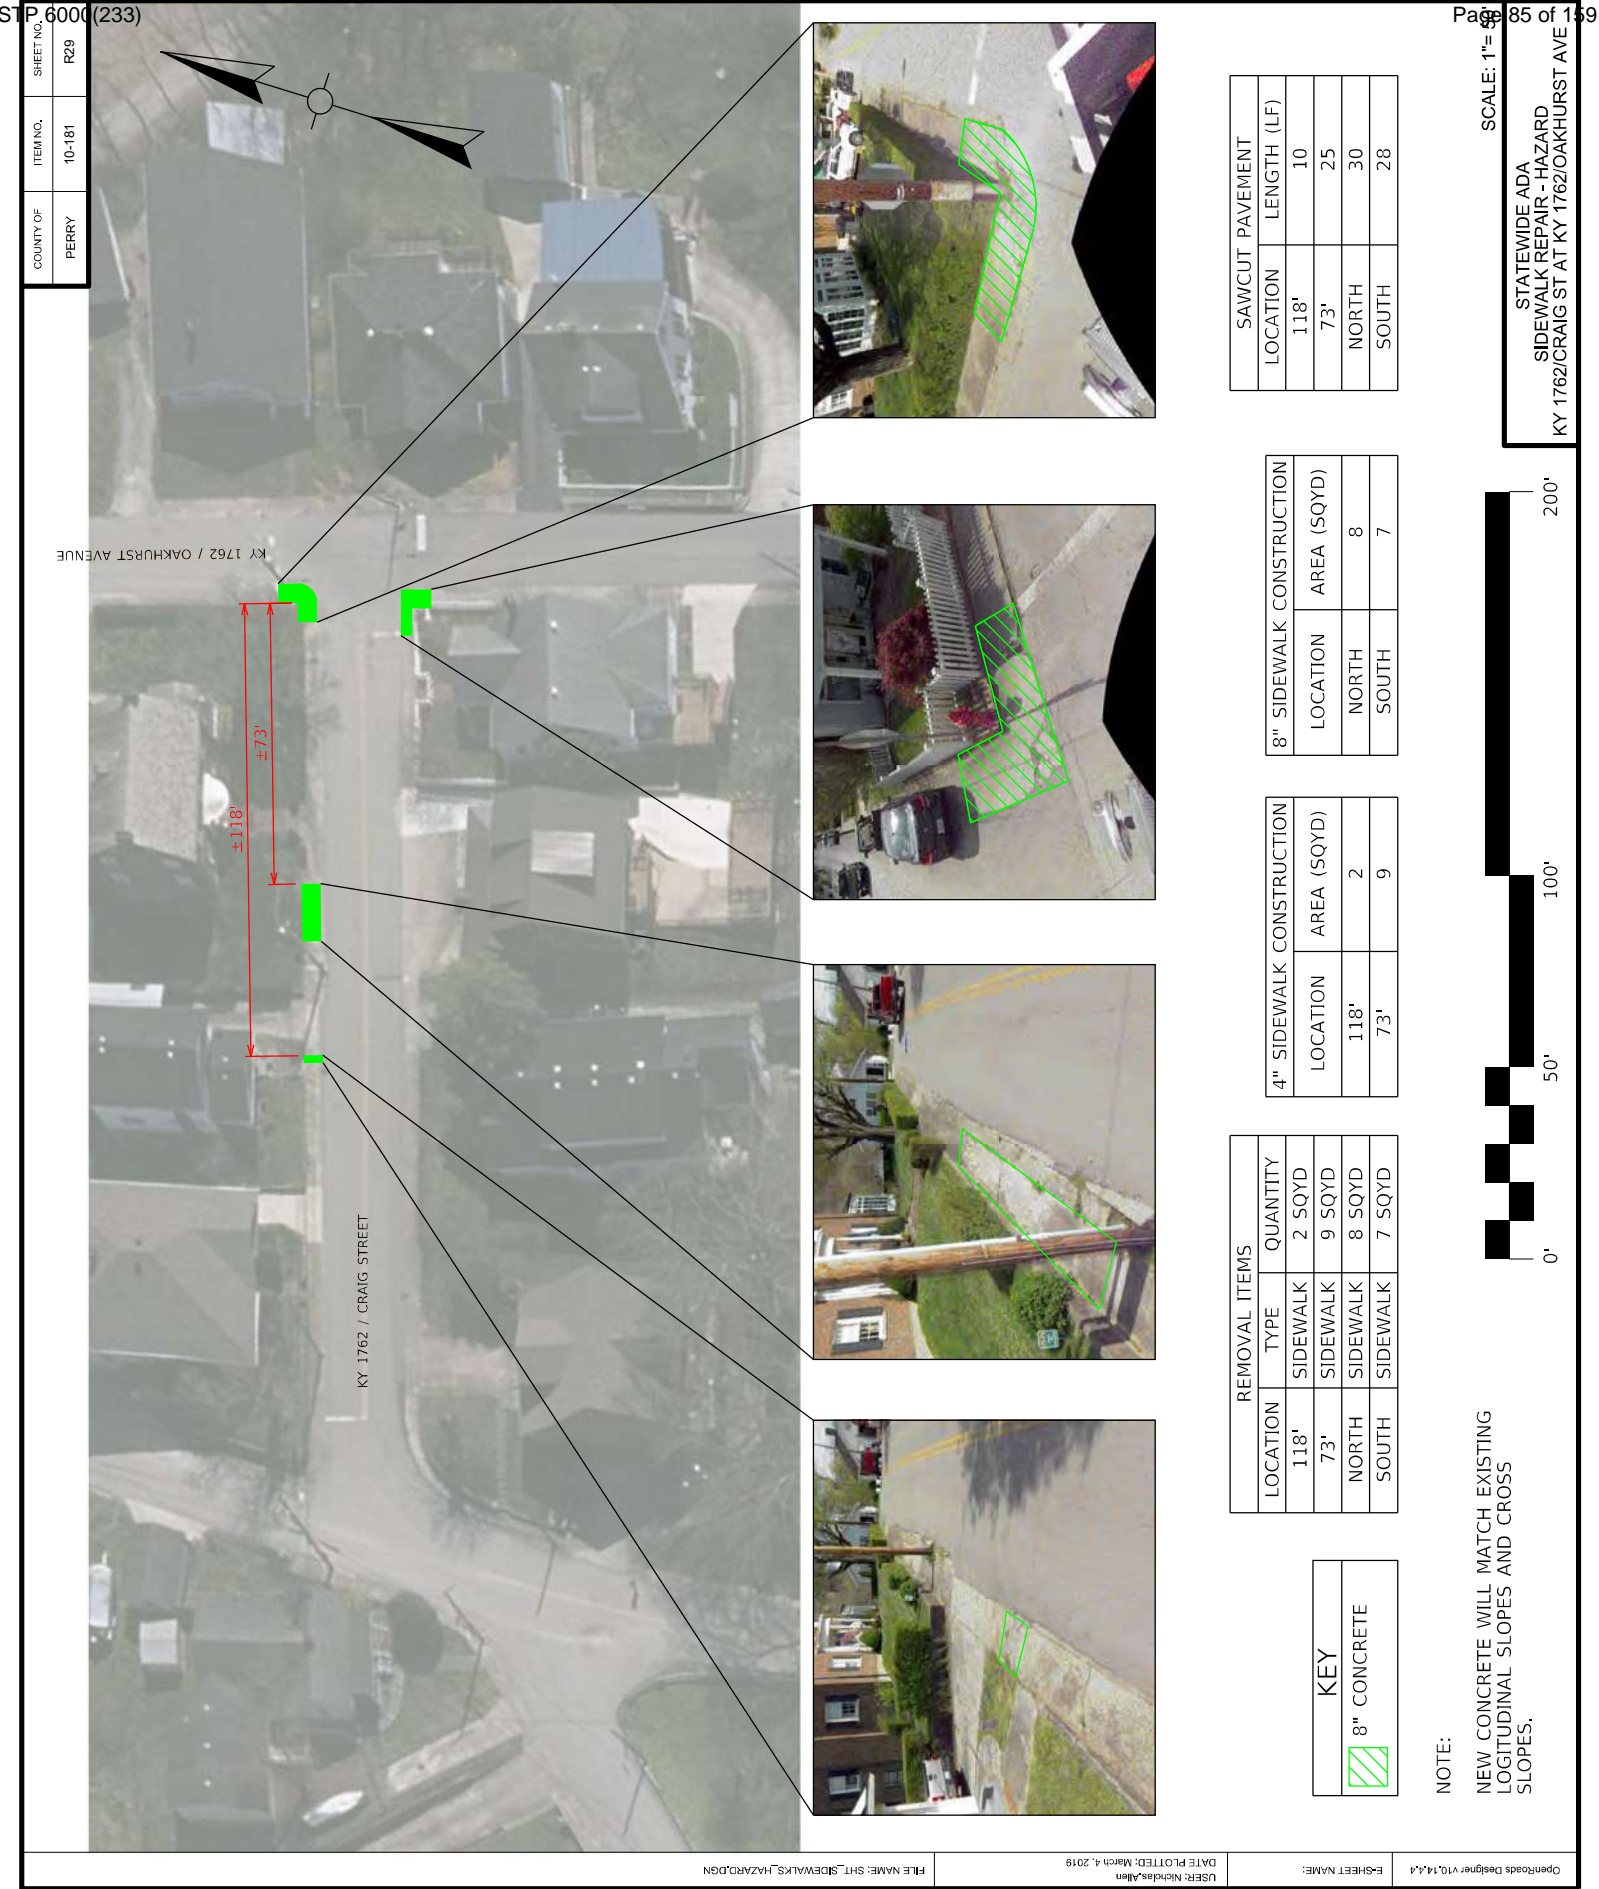 STP 6000(233)
Page 85 of 159
COUNTY OF
ITEM NO.
SHEET NO.
PERRY
10-181
R29
KY 1762 / OAKHURST AVENUE
±73'
±118'
KY 1762 / CRAIG STREET
KEY
8" CONCRETE
NOTE:
NEW CONCRETE WILL MATCH EXISTING
LOGITUDINAL SLOPES AND CROSS
SLOPES.
REMOVAL ITEMS
LOCATION TYPE QUANTITY
118' SIDEWALK 2 SQYD
73' SIDEWALK 9 SQYD
NORTH SIDEWALK 8 SQYD
SOUTH SIDEWALK 7 SQYD
4" SIDEWALK CONSTRUCTION
LOCATION AREA (SQYD)
118' 2
73' 9
8" SIDEWALK CONSTRUCTION
LOCATION AREA (SQYD)
NORTH 8
SOUTH 7
SAWCUT PAVEMENT
LOCATION LENGTH (LF)
118' 10
73' 25
NORTH 30
SOUTH 28
0' 50' 100' 200'
SCALE: 1"= 50'
STATEWIDE ADA
SIDEWALK REPAIR - HAZARD
KY 1762/CRAIG ST AT KY 1762/OAKHURST AVE
FILE NAME: SHT_SIDEWALKS_HAZARD.DGN
USER: Nicholas.Allen
DATE PLOTTED: March 4, 2019
E-SHEET NAME:
OpenRoads Designer v10.14.4.4